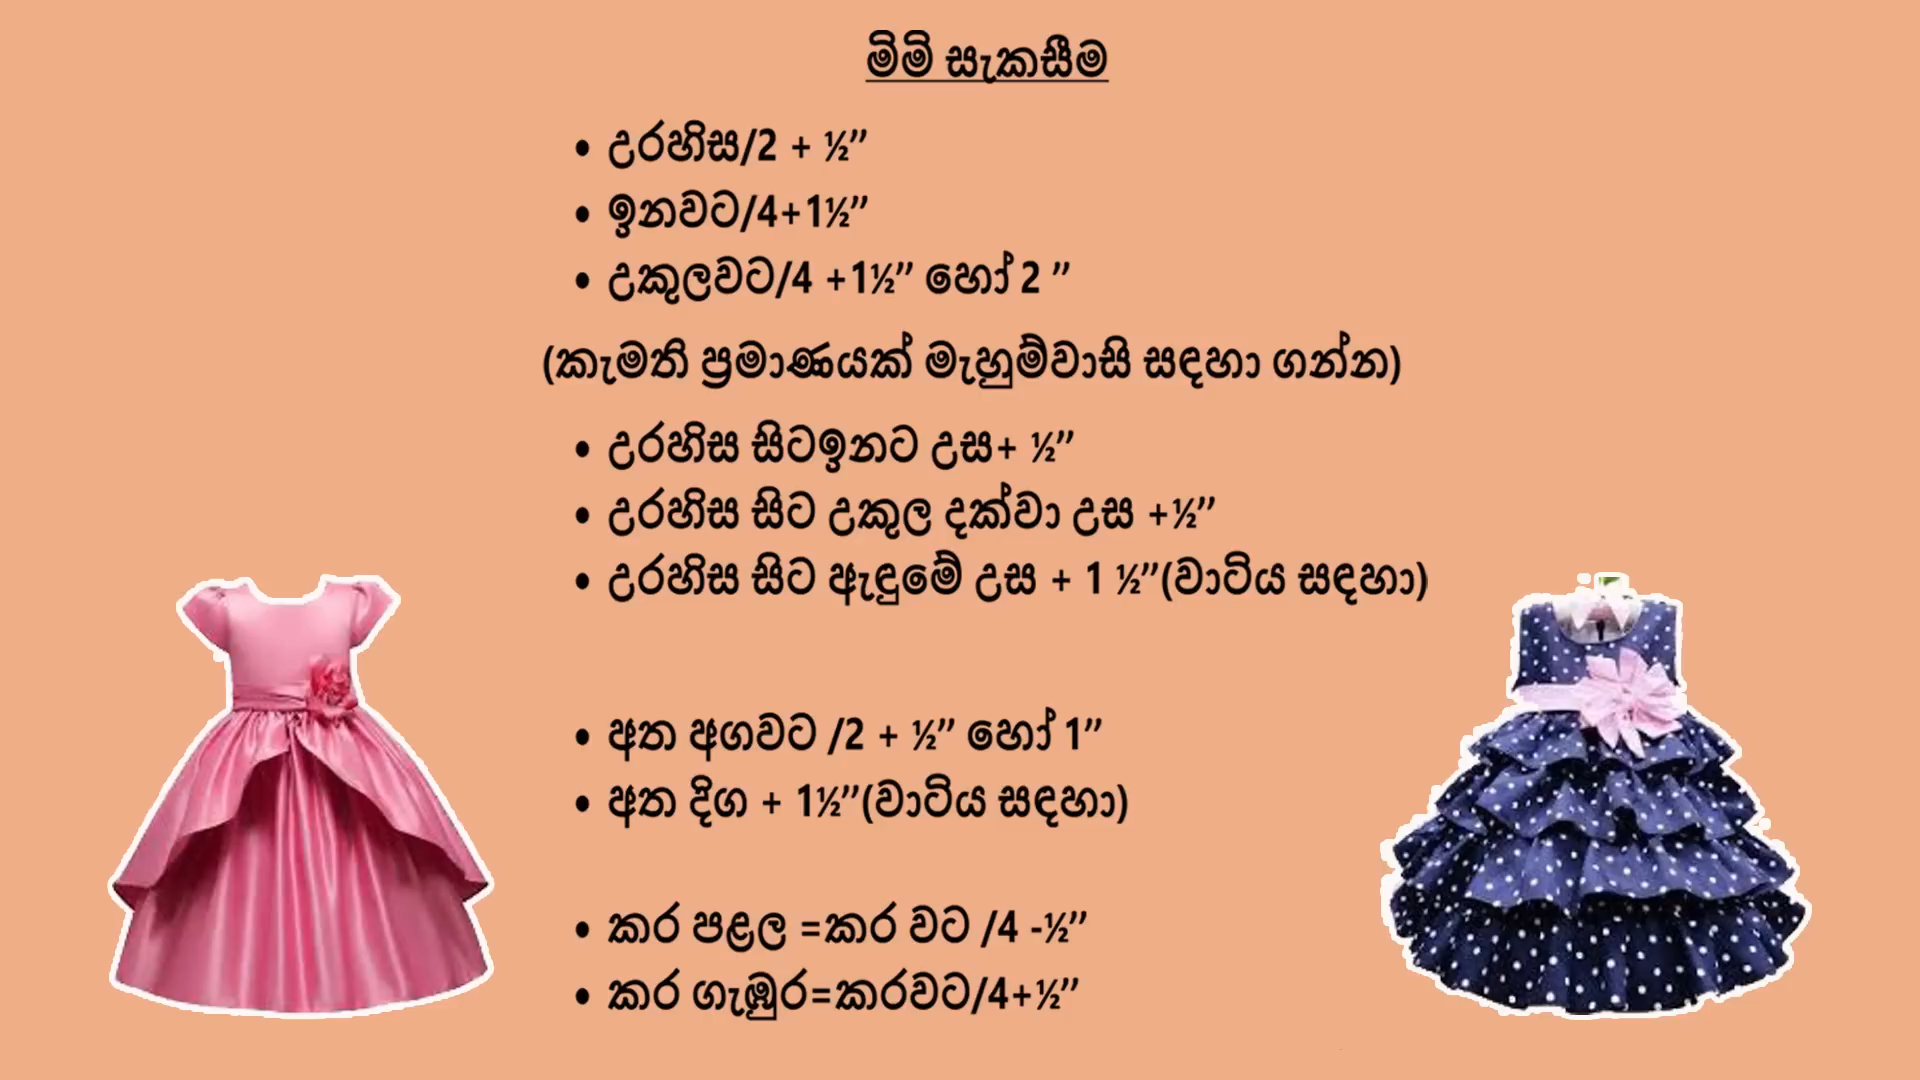 මිමි සැකසීම
• උරහිස/2 + ½”
• ඉනවට/4+1½”
• උකුලවට/4 +1½” හෝ 2 ”
(කැමති ප්‍රමාණයක් මැහුම්වාසි සඳහා ගන්න)
• උරහිස සිටඉනට උස+ ½”
• උරහිස සිට උකුල දක්වා උස +½”
• උරහිස සිට ඇඳුමේ උස + 1 ½”(වාටිය සඳහා)
• අත අගවට /2 + ½” හෝ 1”
• අත දිග + 1½”(වාටිය සඳහා)
• කර පළල =කර වට /4 -½”
• කර ගැඹුර=කරවට/4+½”